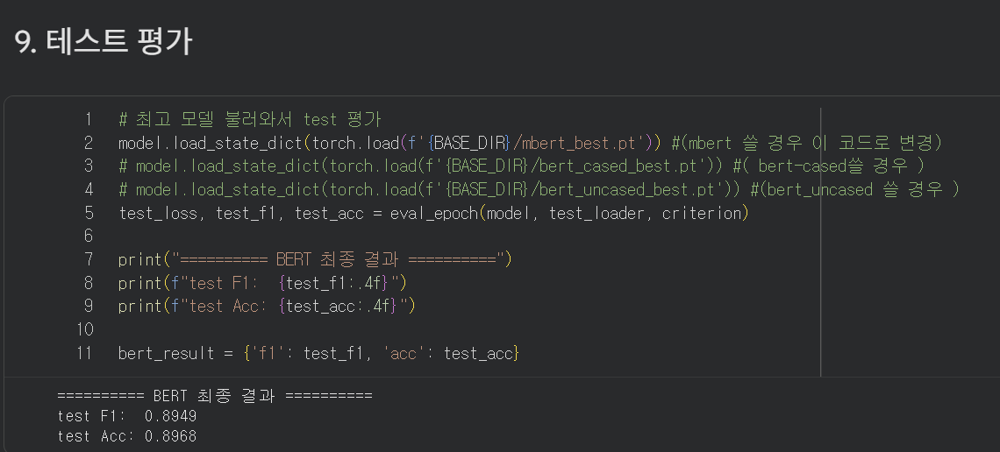 9. 테스트 평가
1 # 최고 모델 불러와서 test 평가
2 model.load_state_dict(torch.load(f'{BASE_DIR}/mbert_best.pt')) #(mbert 쓸 경우 이 코드로 변경)
3 # model.load_state_dict(torch.load(f'{BASE_DIR}/bert_cased_best.pt')) #( bert-cased쓸 경우 )
4 # model.load_state_dict(torch.load(f'{BASE_DIR}/bert_uncased_best.pt')) #(bert_uncased 쓸 경우 )
5 test_loss, test_f1, test_acc = eval_epoch(model, test_loader, criterion)
6
7 print("========== BERT 최종 결과 ==========")
8 print(f"test F1:  {test_f1:.4f}")
9 print(f"test Acc: {test_acc:.4f}")
10
11 bert_result = {'f1': test_f1, 'acc': test_acc}
========== BERT 최종 결과 ==========
test F1:  0.8949
test Acc: 0.8968